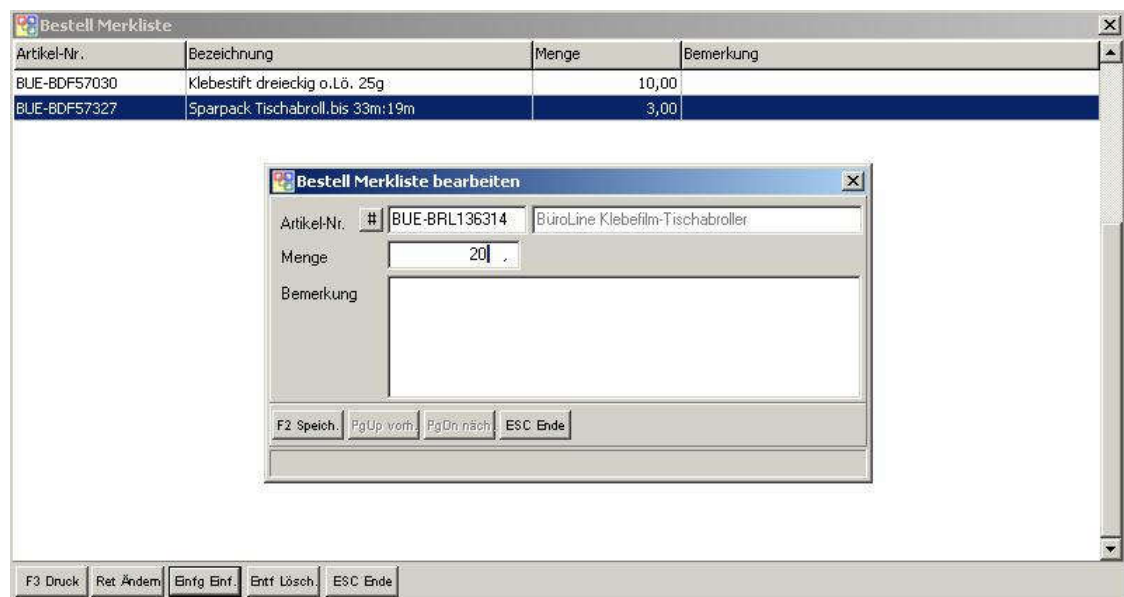 Bestell Merkliste
Artikel-Nr. Bezeichnung Menge Bemerkung
BUE-BDF57030 Klebestift dreieckig o.Lö. 25g 10,00
BUE-BDF57327 Sparpack Tischabroll.bis 33m:19m 3,00
Bestell Merkliste bearbeiten
Artikel-Nr. # BUE-BRL136314 BüroLine Klebefilm-Tischabroller
Menge 20 ,
Bemerkung
F2 Speich. PgUp vorh. PgDn näch. ESC Ende
F3 Druck Ret Ändern Einfg Einf. Entf Lösch. ESC Ende